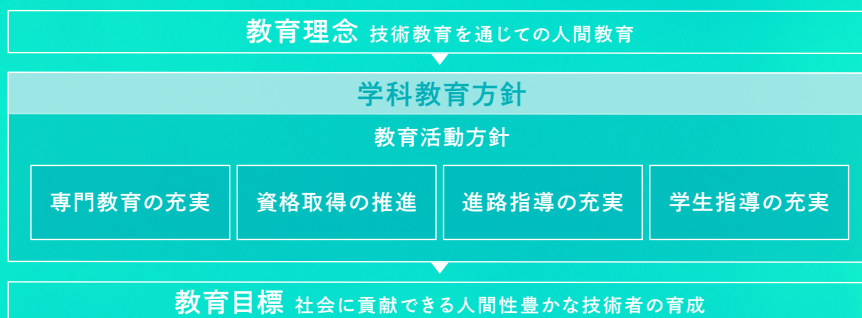 教育理念 技術教育を通じての人間教育
学科教育方針
教育活動方針
専門教育の充実 資格取得の推進 進路指導の充実 学生指導の充実
教育目標 社会に貢献できる人間性豊かな技術者の育成